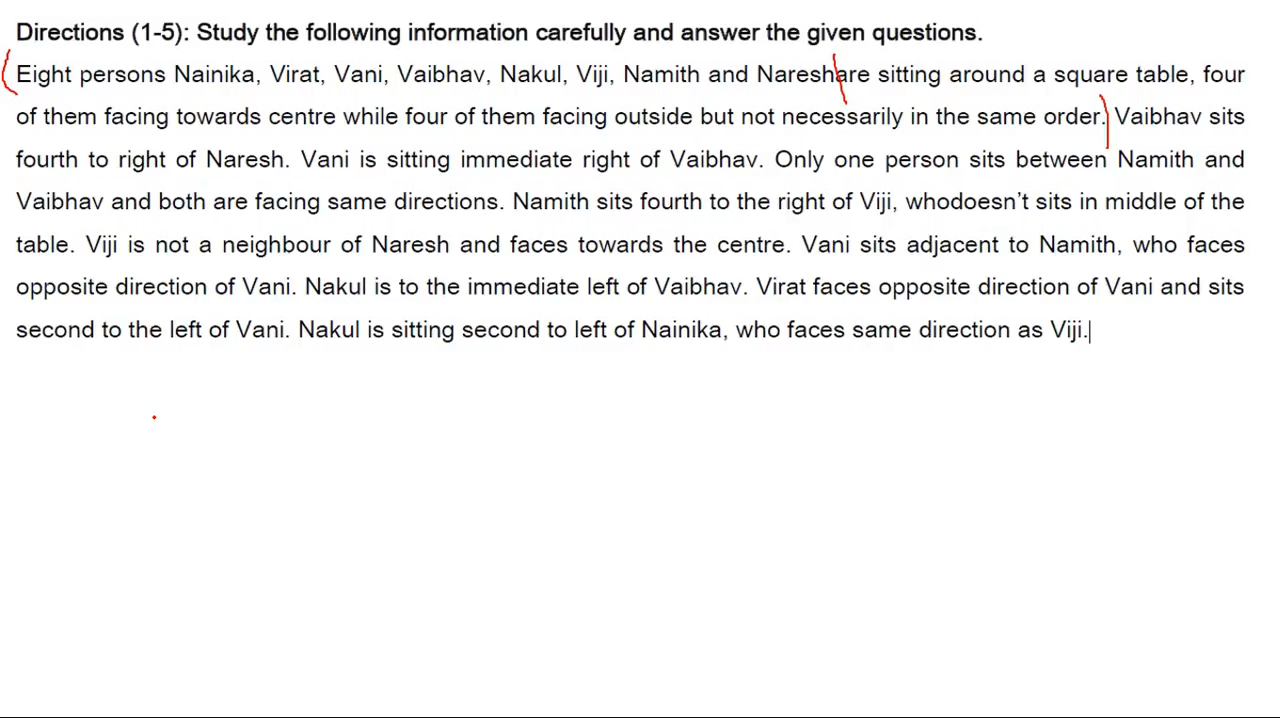 Directions (1-5): Study the following information carefully and answer the given questions.
Eight persons Nainika, Virat, Vani, Vaibhav, Nakul, Viji, Namith and Nareshare sitting around a square table, four
of them facing towards centre while four of them facing outside but not necessarily in the same order. Vaibhav sits
fourth to right of Naresh. Vani is sitting immediate right of Vaibhav. Only one person sits between Namith and
Vaibhav and both are facing same directions. Namith sits fourth to the right of Viji, whodoesn't sits in middle of the
table. Viji is not a neighbour of Naresh and faces towards the centre. Vani sits adjacent to Namith, who faces
opposite direction of Vani. Nakul is to the immediate left of Vaibhav. Virat faces opposite direction of Vani and sits
second to the left of Vani. Nakul is sitting second to left of Nainika, who faces same direction as Viji.